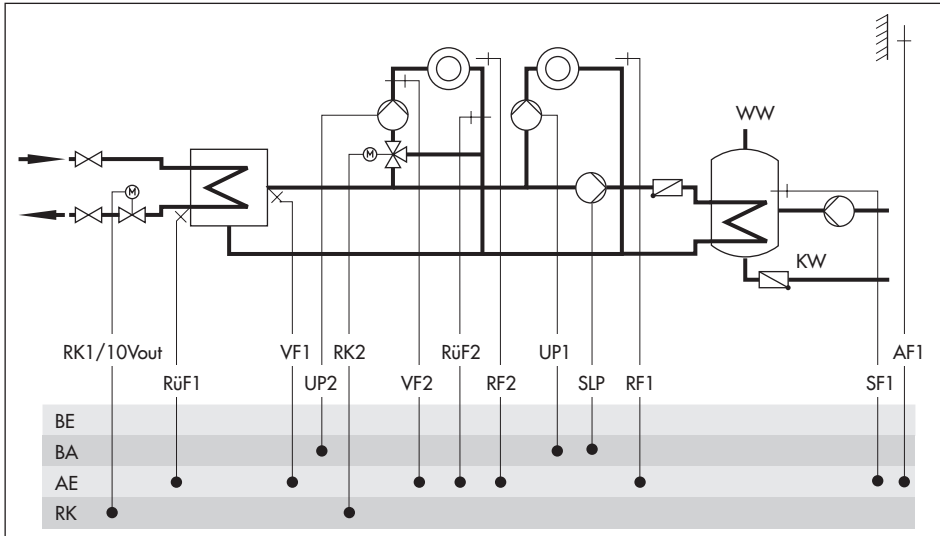 WW
M
M
KW
RK1/10Vout VF1 RK2 RüF2 UP1 AF1
RüF1 UP2 VF2 RF2 SLP RF1 SF1
BE
BA
AE
RK